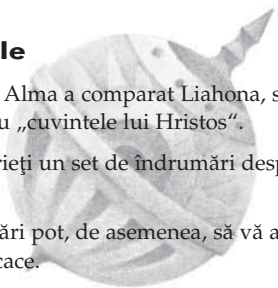 le
Alma a comparat Liahona, s
u „cuvintele lui Hristos“.
rieţi un set de îndrumări desp
ări pot, de asemenea, să vă a
cace.